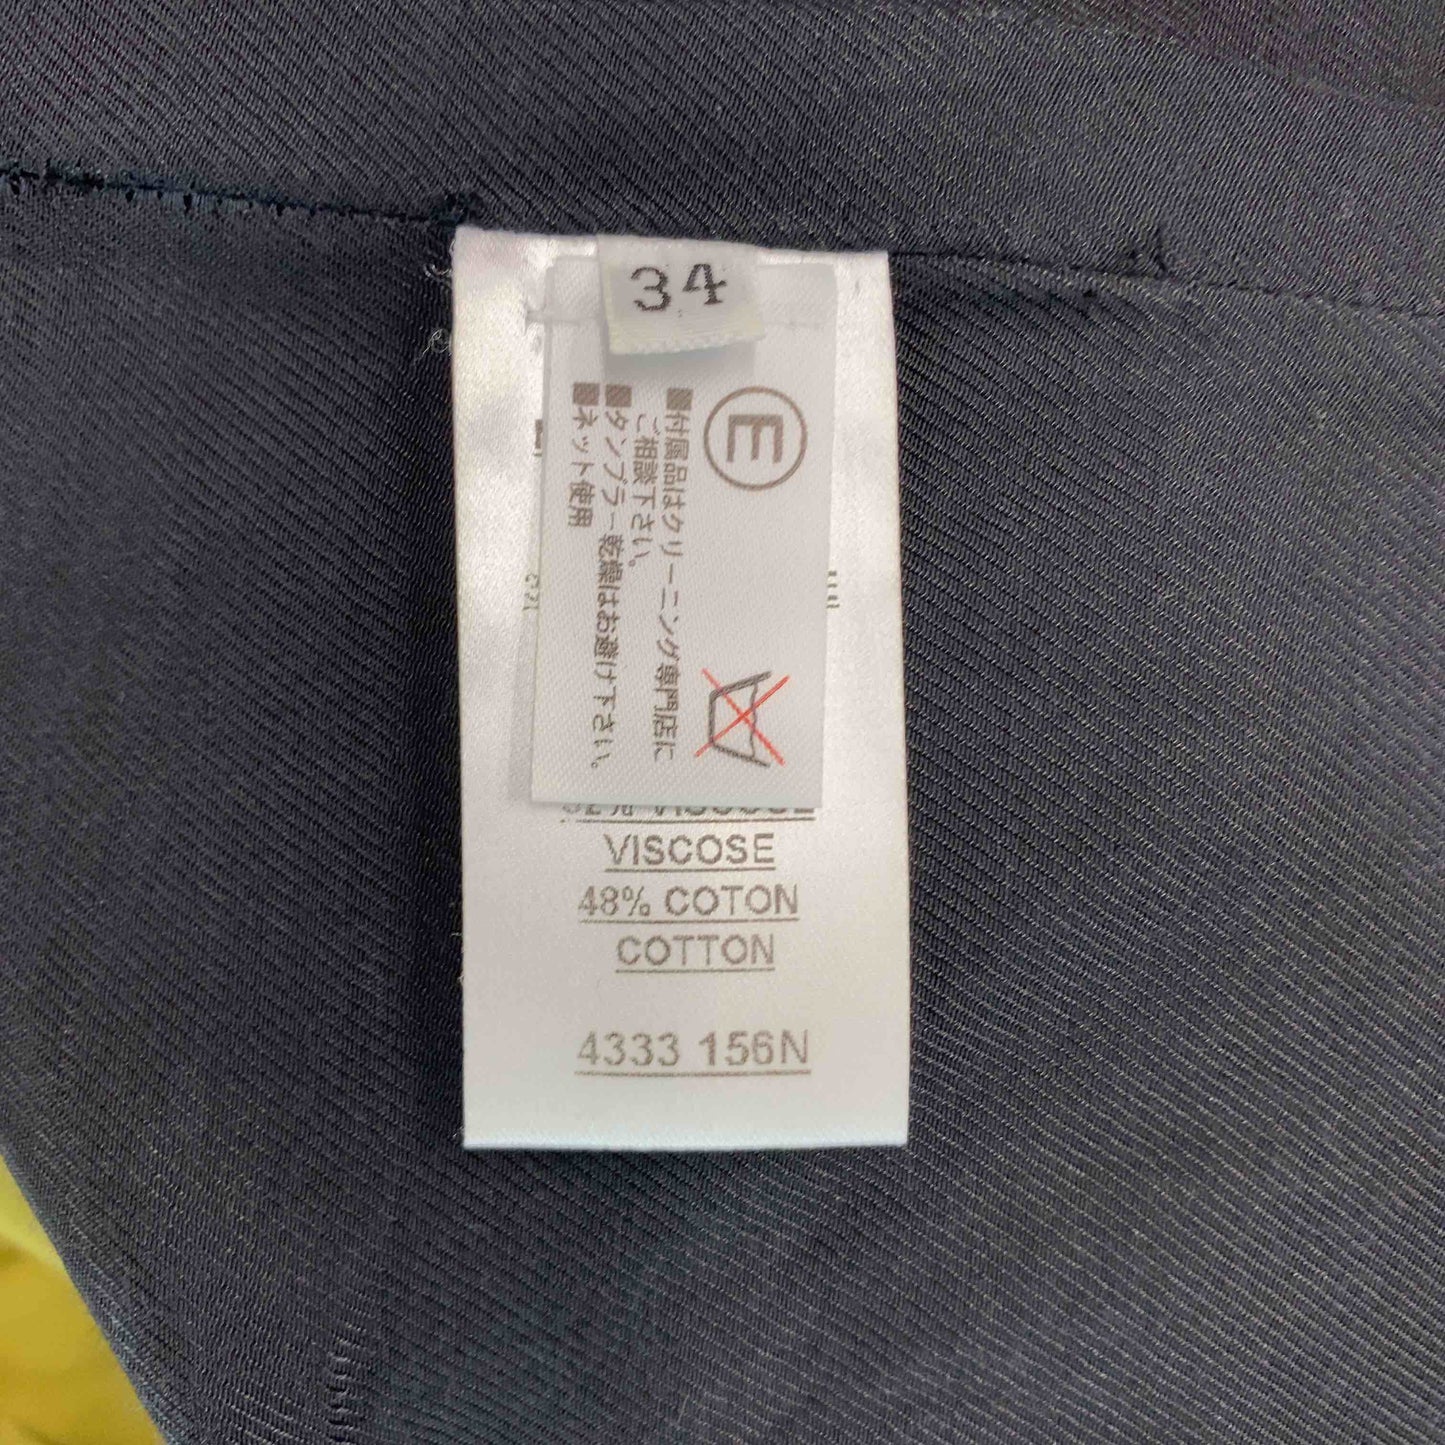 34
E
■付属品はクリーニング専門店に
ご相談下さい。
■タンブラー乾燥はお避け下さい。
■ネット使用
VISCOSE
48% COTON
COTTON
4333 156N